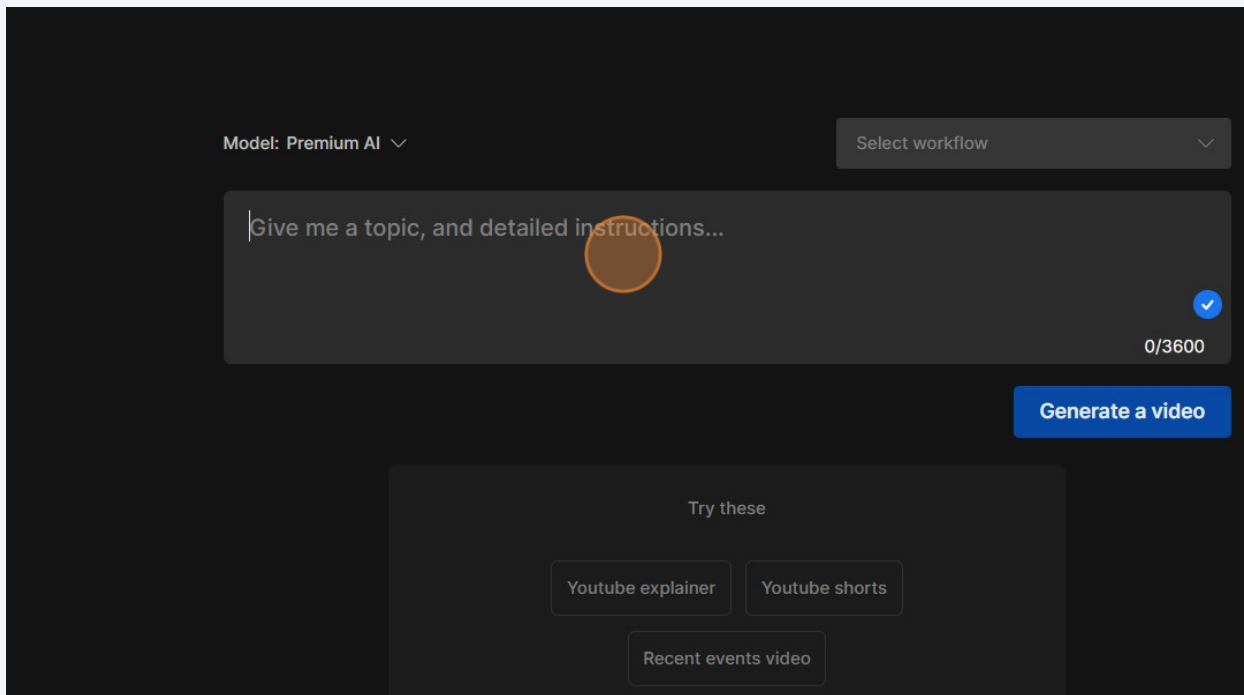 Model: Premium AI
Select workflow
Give me a topic, and detailed instructions...
0/3600
Generate a video
Try these
Youtube explainer
Youtube shorts
Recent events video